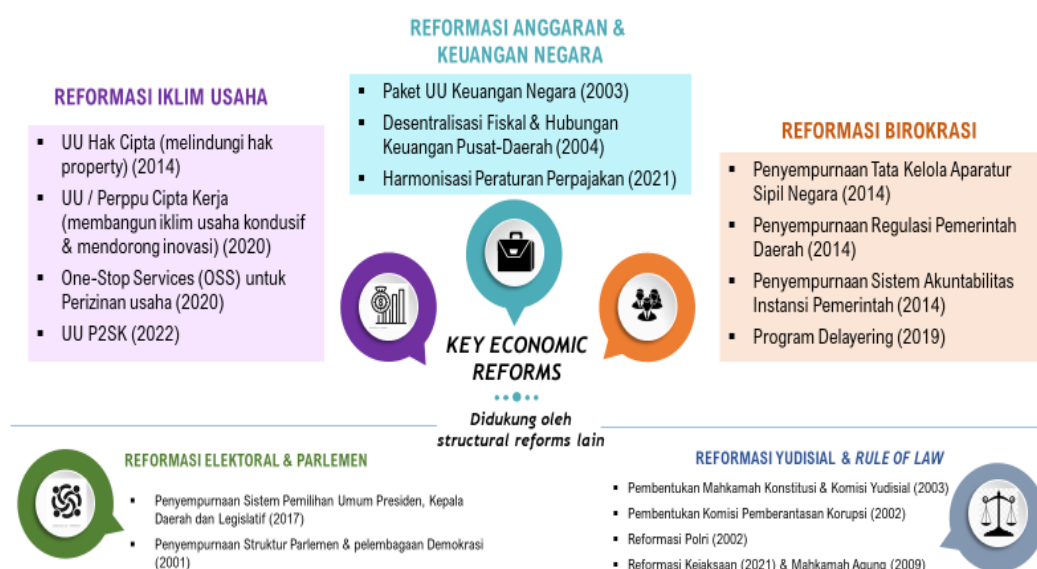 REFORMASI ANGGARAN &
KEUANGAN NEGARA
▪ Paket UU Keuangan Negara (2003)
▪ Desentralisasi Fiskal & Hubungan
Keuangan Pusat-Daerah (2004)
▪ Harmonisasi Peraturan Perpajakan (2021)
REFORMASI IKLIM USAHA
▪ UU Hak Cipta (melindungi hak
property) (2014)
▪ UU / Perppu Cipta Kerja
(membangun iklim usaha kondusif
& mendorong inovasi) (2020)
▪ One-Stop Services (OSS) untuk
Perizinan usaha (2020)
▪ UU P2SK (2022)
REFORMASI BIROKRASI
▪ Penyempurnaan Tata Kelola Aparatur
Sipil Negara (2014)
▪ Penyempurnaan Regulasi Pemerintah
Daerah (2014)
▪ Penyempurnaan Sistem Akuntabilitas
Instansi Pemerintah (2014)
▪ Program Delayering (2019)
KEY ECONOMIC
REFORMS
Didukung oleh
structural reforms lain
REFORMASI ELEKTORAL & PARLEMEN
▪ Penyempurnaan Sistem Pemilihan Umum Presiden, Kepala
Daerah dan Legislatif (2017)
▪ Penyempurnaan Struktur Parlemen & pelembagaan Demokrasi
(2001)
REFORMASI YUDISIAL & RULE OF LAW
▪ Pembentukan Mahkamah Konstitusi & Komisi Yudisial (2003)
▪ Pembentukan Komisi Pemberantasan Korupsi (2002)
▪ Reformasi Polri (2002)
▪ Reformasi Kejaksaan (2021) & Mahkamah Agung (2009)